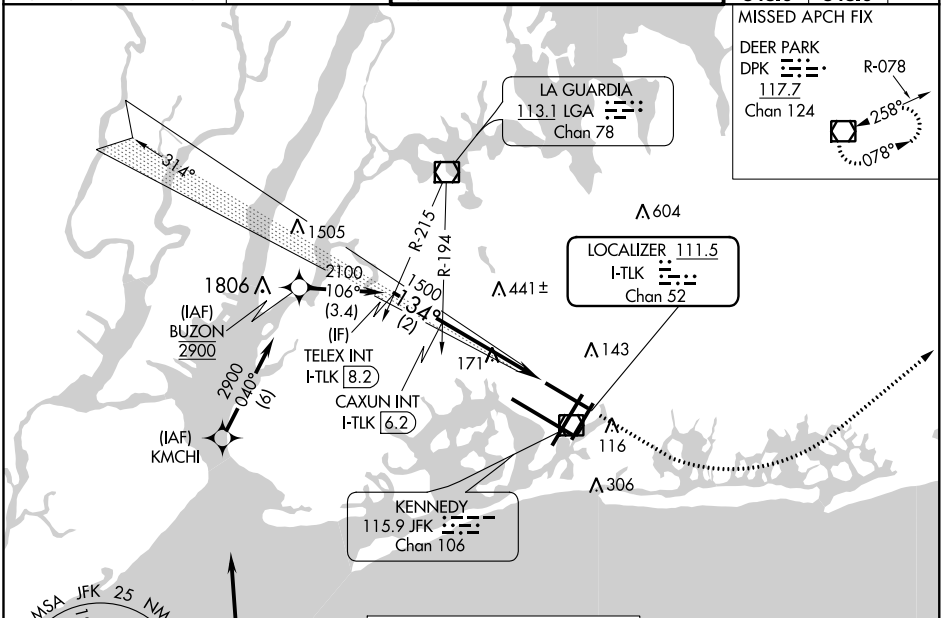 MISSED APCH FIX
DEER PARK
DPK
117.7
Chan 124
R-078
258°
078°
LA GUARDIA
113.1 LGA
Chan 78
314°
R-215
R-194
604
1505
LOCALIZER 111.5
I-TLK
Chan 52
1806
2100
106°
(3.4)
1500
134°
(2)
441±
(IAF)
BUZON
2900
(IF)
TELEX INT
I-TLK 8.2
171
143
2900
040°
(6)
CAXUN INT
I-TLK 6.2
(IAF)
KMCHI
116
306
KENNEDY
115.9 JFK
Chan 106
MSA JFK 25 NM